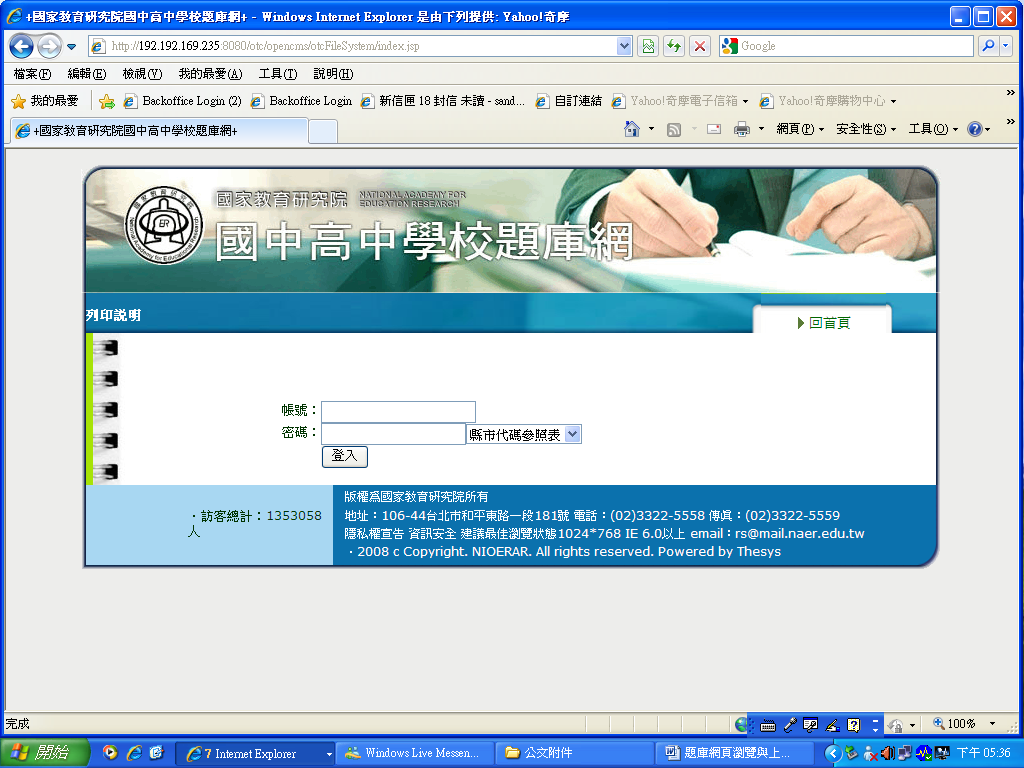 +國家教育研究院國中高中學校題庫網+ - Windows Internet Explorer 是由下列提供: Yahoo!奇摩
http://192.192.169.235:8080/otc/opencms/otcFileSystem/index.jsp
Google
檔案(F) 編輯(E) 檢視(V) 我的最愛(A) 工具(T) 說明(H)
我的最愛 Backoffice Login (2) Backoffice Login 新信匣 18 封信 未讀 - sand... 自訂連結 Yahoo!奇摩電子信箱 Yahoo!奇摩購物中心
+國家教育研究院國中高中學校題庫網+
網頁(P) 安全性(S) 工具(O)
國家教育研究院 NATIONAL ACADEMY FOR
EDUCATION RESEARCH
國中高中學校題庫網
列印說明
回首頁
帳號：
密碼：
縣市代碼參照表
登入
‧訪客總計：1353058
人
版權為國家教育研究院所有
地址：106-44台北市和平東路一段181號 電話：(02)3322-5558 傳真：(02)3322-5559
隱私權宣告 資訊安全 建議最佳瀏覽狀態1024*768 IE 6.0以上 email：rs@mail.naer.edu.tw
‧2008 c Copyright. NIOERAR. All rights reserved. Powered by Thesys
完成
100%
開始 7 Internet Explorer Windows Live Messen... 公文附件 題庫網頁瀏覽與上... 下午 05:36